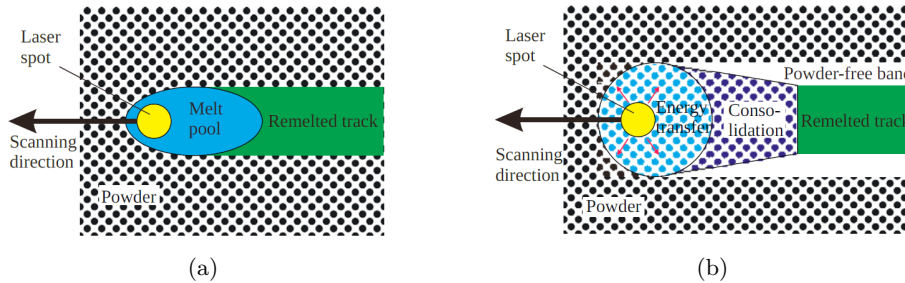 Laser
spot
Melt
pool
Remelted track
Scanning
direction
Powder
(a)
Laser
spot
Powder-free band
Energy
transfer
Conso-
lidation
Remelted track
Scanning
direction
Powder
(b)